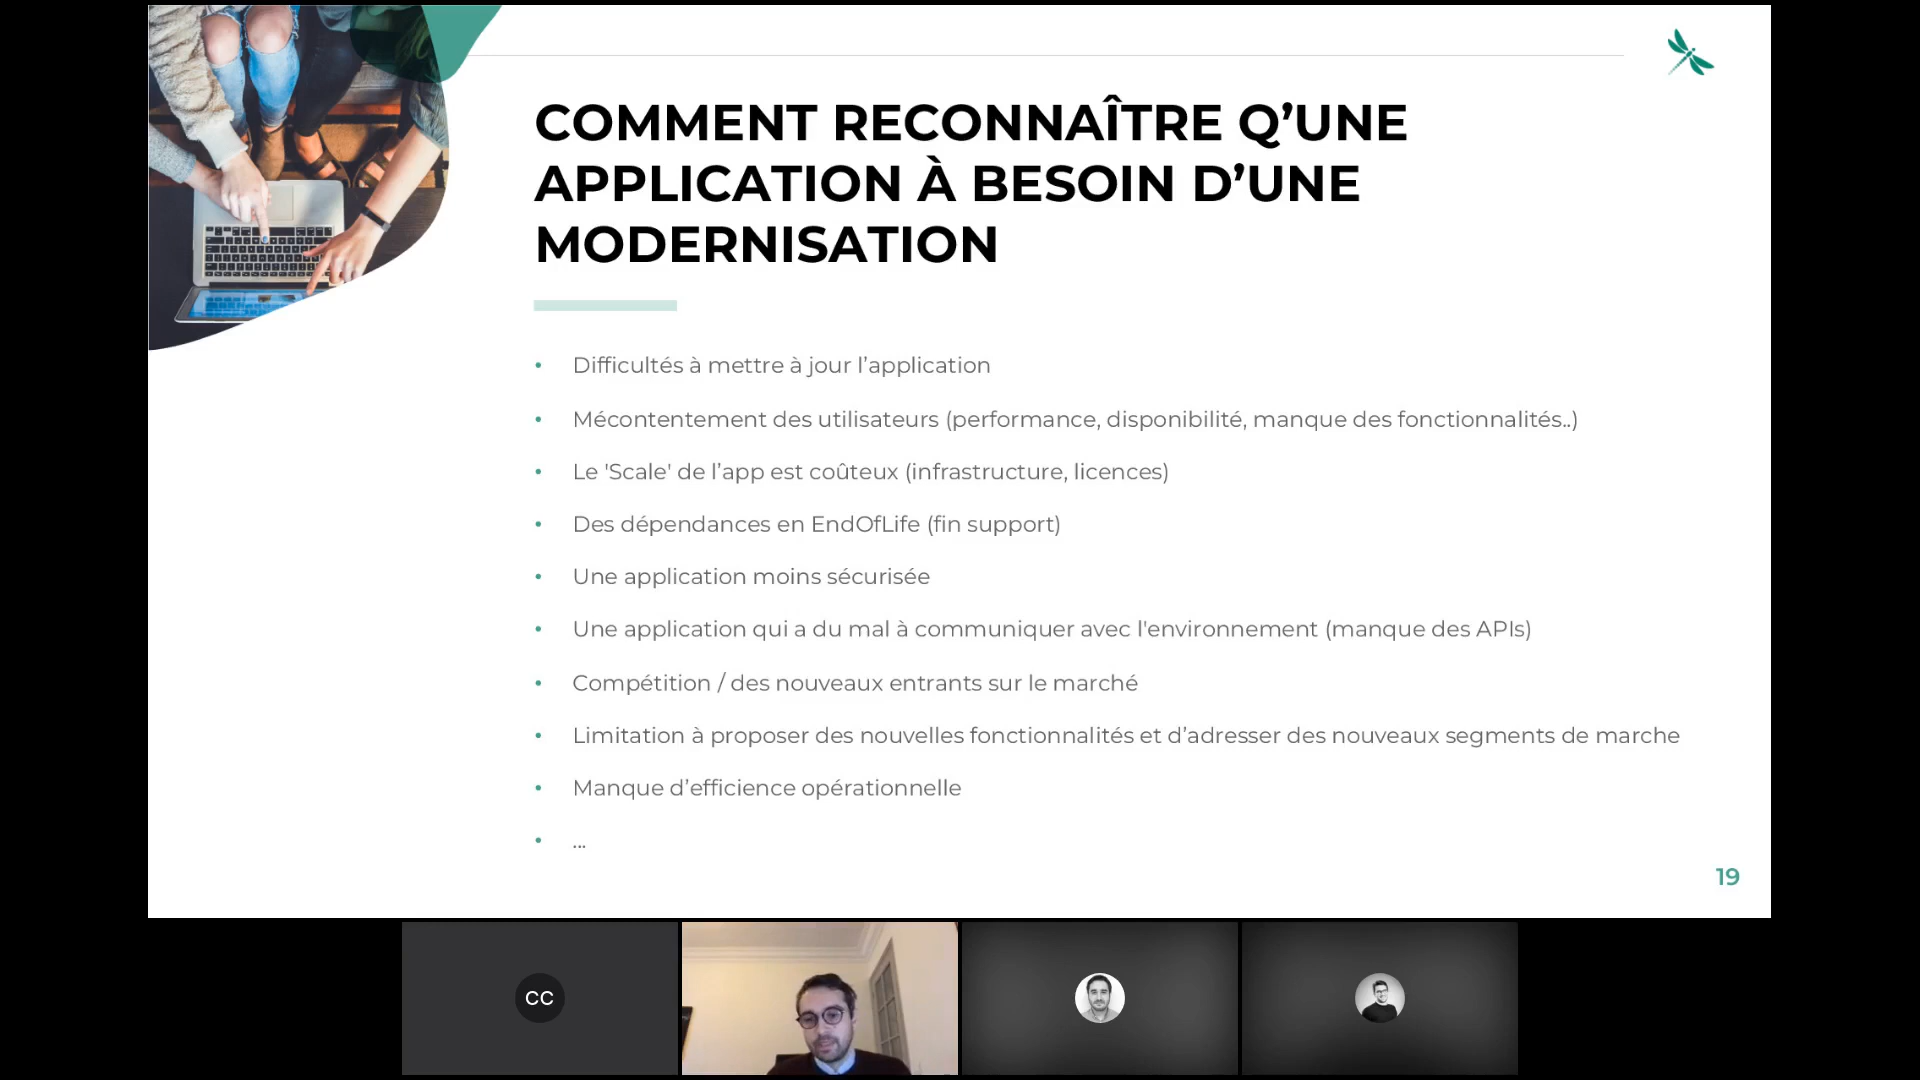 COMMENT RECONNAÎTRE Q’UNE
APPLICATION À BESOIN D’UNE
MODERNISATION
• Difficultés à mettre à jour l’application
• Mécontentement des utilisateurs (performance, disponibilité, manque des fonctionnalités..)
• Le 'Scale' de l’app est coûteux (infrastructure, licences)
• Des dépendances en EndOfLife (fin support)
• Une application moins sécurisée
• Une application qui a du mal à communiquer avec l'environnement (manque des APIs)
• Compétition / des nouveaux entrants sur le marché
• Limitation à proposer des nouvelles fonctionnalités et d’adresser des nouveaux segments de marche
• Manque d’efficience opérationnelle
• ...
19
CC